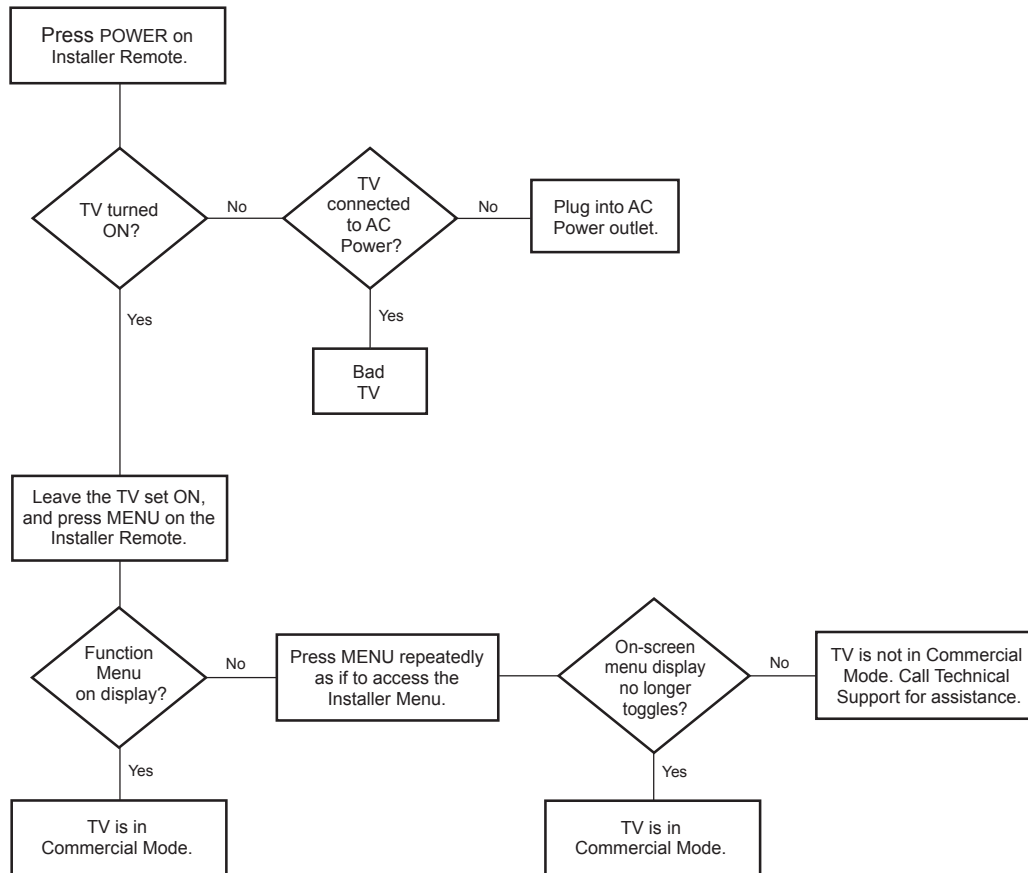 Press POWER on
Installer Remote.
TV turned
ON?
No
TV
connected
to AC
Power?
No
Plug into AC
Power outlet.
Yes
Yes
Bad
TV
Leave the TV set ON,
and press MENU on the
Installer Remote.
Function
Menu
on display?
No
Press MENU repeatedly
as if to access the
Installer Menu.
On-screen
menu display
no longer
toggles?
No
TV is not in Commercial
Mode. Call Technical
Support for assistance.
Yes
Yes
TV is in
Commercial Mode.
TV is in
Commercial Mode.